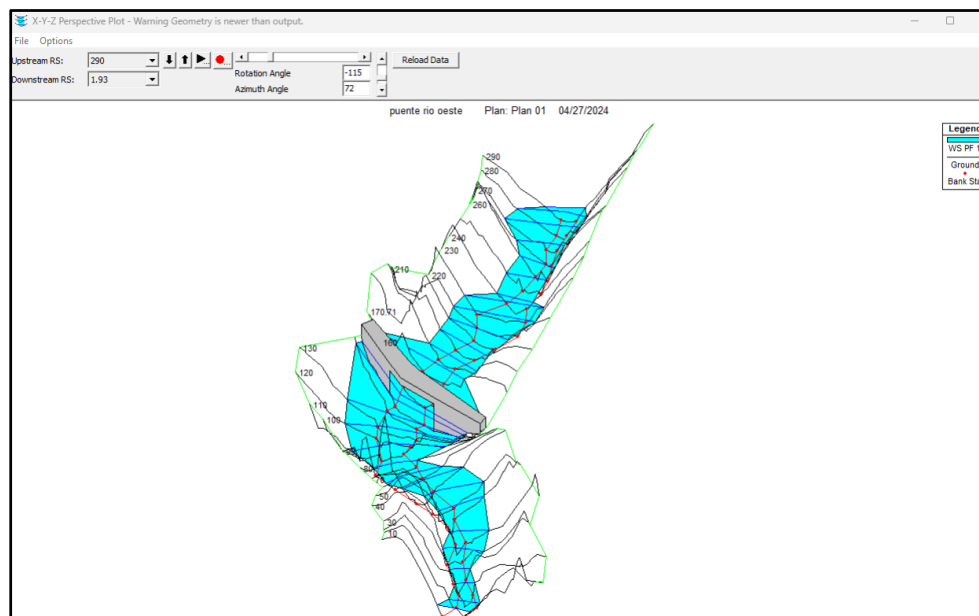 X-Y-Z Perspective Plot - Warning Geometry is newer than output.
File Options
Upstream RS: 290
Downstream RS: 1.93
Rotation Angle -115
Azimuth Angle 72
Reload Data
puente rio oeste Plan: Plan 01 04/27/2024
Legend
WS PF 1
Ground
Bank Sta
290
280
270
260
240
230
220
210
170.71
160
130
120
110
100
80
50
40
30
10